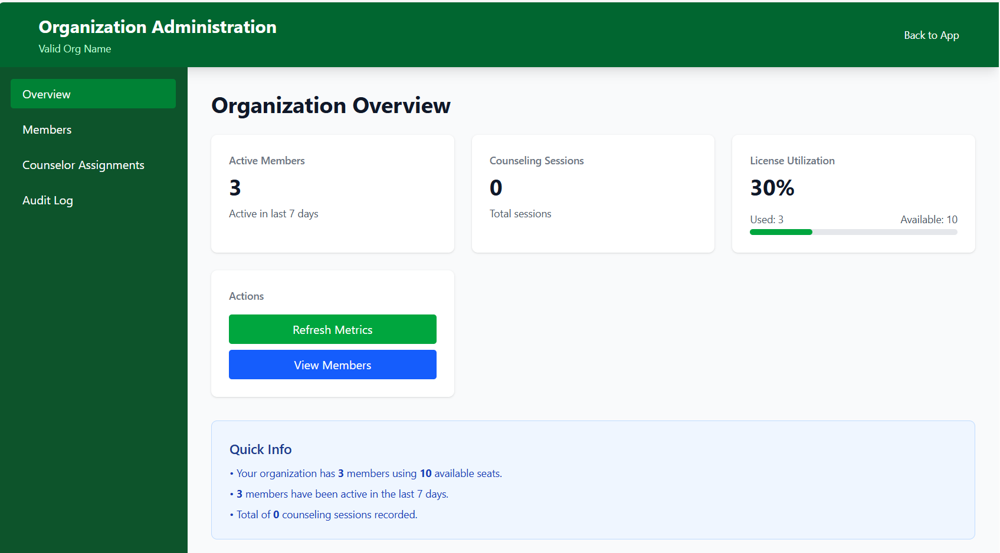 Organization Administration
Valid Org Name
Back to App
Overview
Members
Counselor Assignments
Audit Log
Organization Overview
Active Members
3
Active in last 7 days
Counseling Sessions
0
Total sessions
License Utilization
30%
Used: 3 Available: 10
Actions
Refresh Metrics
View Members
Quick Info
• Your organization has 3 members using 10 available seats.
• 3 members have been active in the last 7 days.
• Total of 0 counseling sessions recorded.